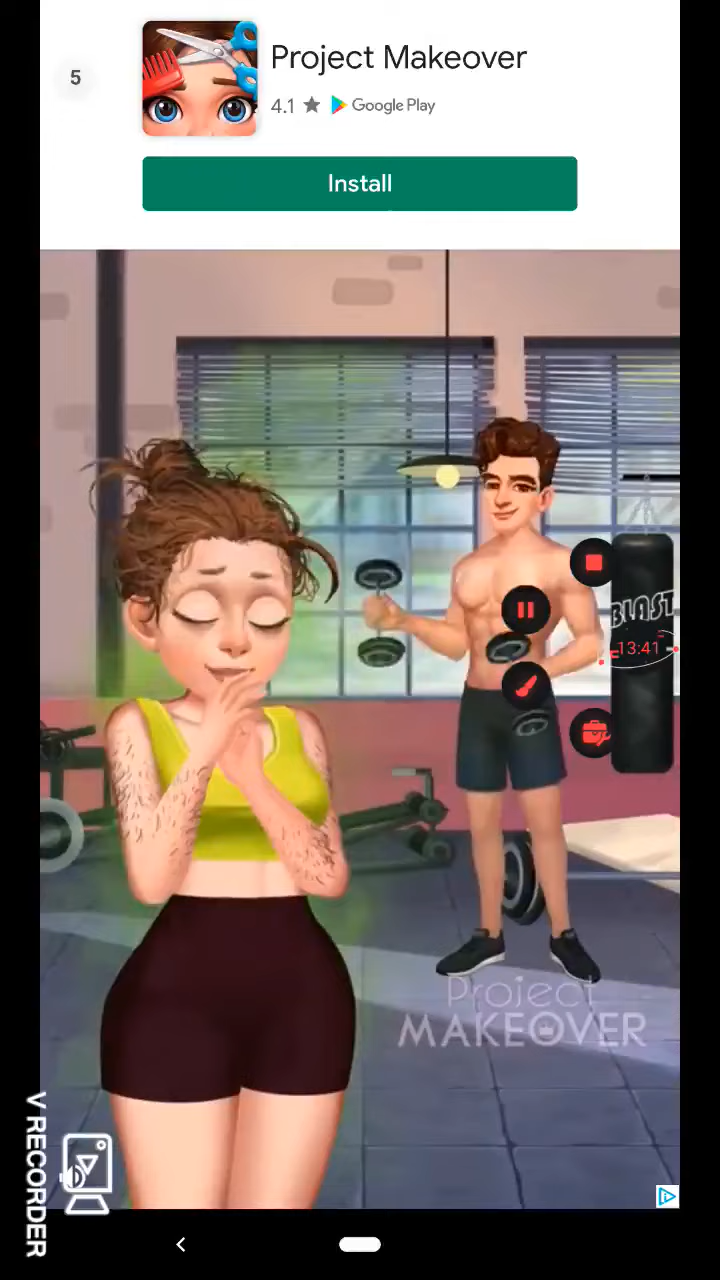 5
Project Makeover
4.1 ★ Google Play
Install
BLAST
13:41
Project
MAKEOVER
V RECORDER